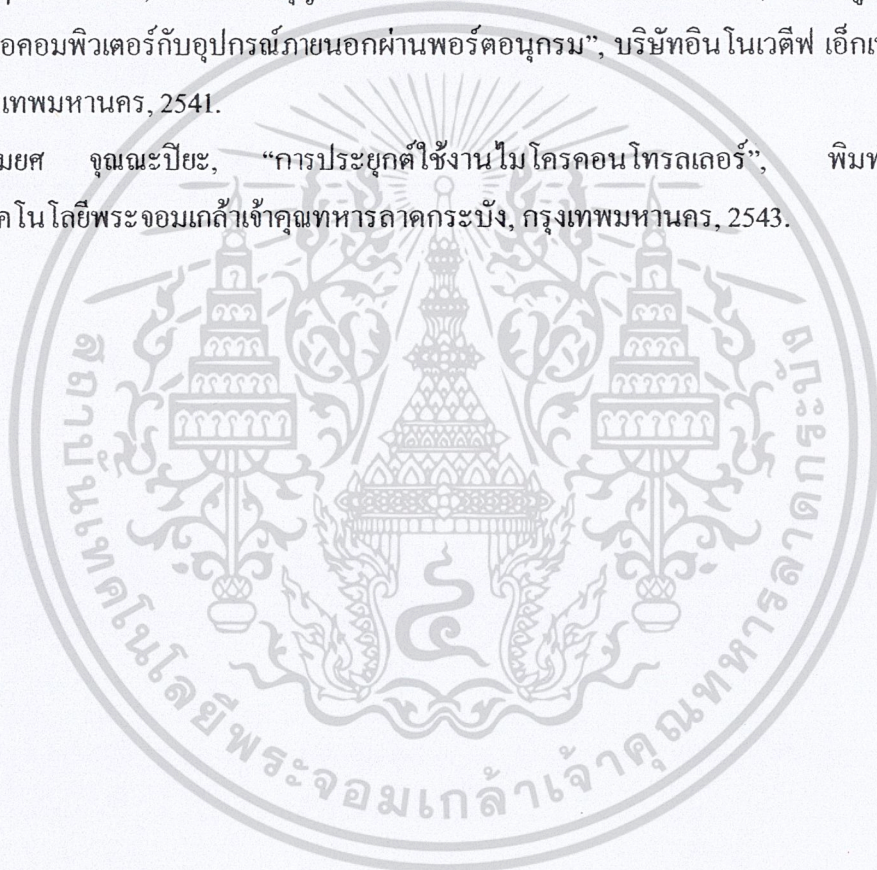 อคอมพิวเตอร์กับอุปกรณ์ภายนอกผ่านพอร์ตอนุกรม”, บริษัทอินโนเวตีฟ เอ็กเ
เทพมหานคร, 2541.
มยศ จุณณะปิยะ, “การประยุกต์ใช้งานไมโครคอนโทรลเลอร์”, พิมพ
คโนโลยีพระจอมเกล้าเจ้าคุณทหารลาดกระบัง, กรุงเทพมหานคร, 2543.
สถาบันเทคโนโลยีพระจอมเกล้าเจ้าคุณทหารลาดกระบัง